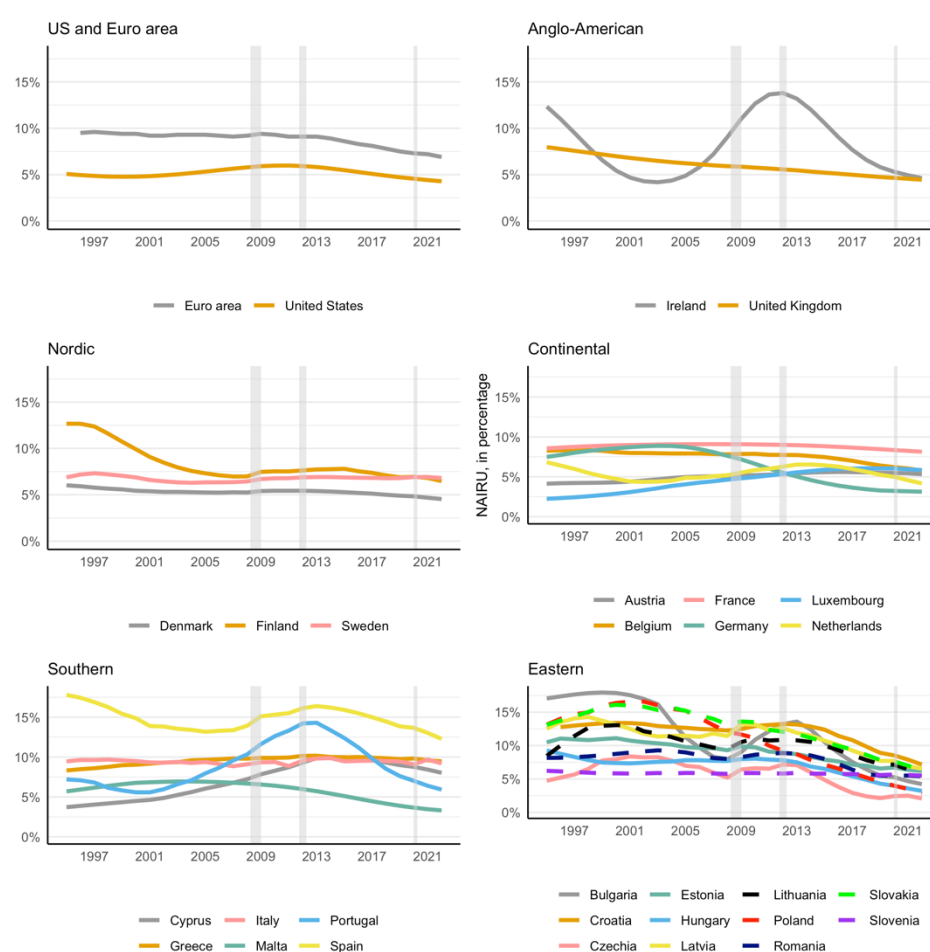 US and Euro area
15%
10%
5%
0%
1997 2001 2005 2009 2013 2017 2021
Euro area United States
Anglo-American
15%
10%
5%
0%
1997 2001 2005 2009 2013 2017 2021
Ireland United Kingdom
Nordic
15%
10%
5%
0%
1997 2001 2005 2009 2013 2017 2021
Denmark Finland Sweden
Continental
NAIRU, in percentage
15%
10%
5%
0%
1997 2001 2005 2009 2013 2017 2021
Austria France Luxembourg
Belgium Germany Netherlands
Southern
15%
10%
5%
0%
1997 2001 2005 2009 2013 2017 2021
Cyprus Italy Portugal
Greece Malta Spain
Eastern
15%
10%
5%
0%
1997 2001 2005 2009 2013 2017 2021
Bulgaria Estonia Lithuania Slovakia
Croatia Hungary Poland Slovenia
Czechia Latvia Romania